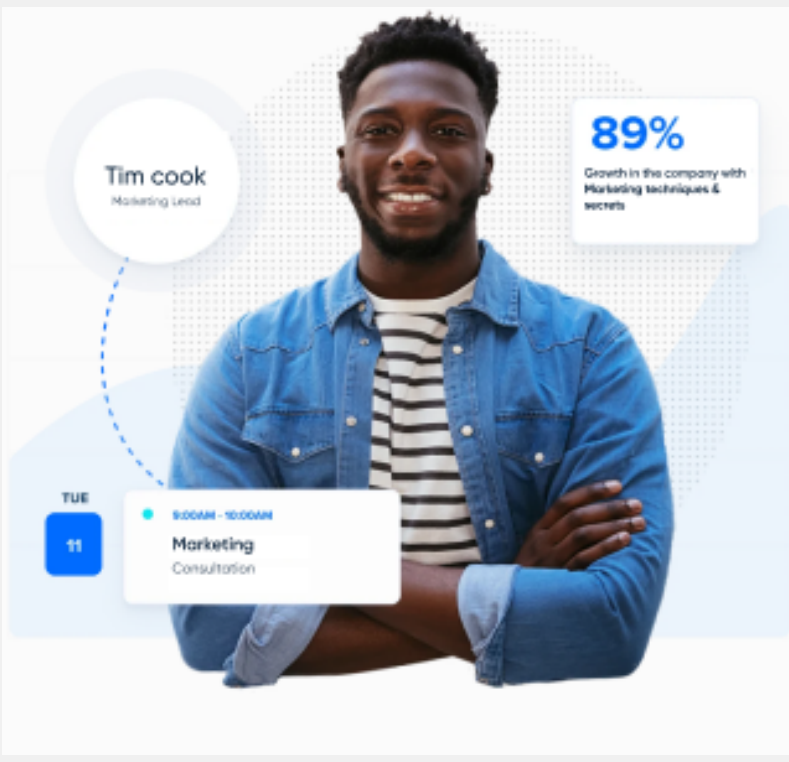 Tim cook
Marketing Lead
89%
Growth in the company with
Marketing techniques &
secrets
TUE
11
9:00AM - 10:00AM
Marketing
Consultation